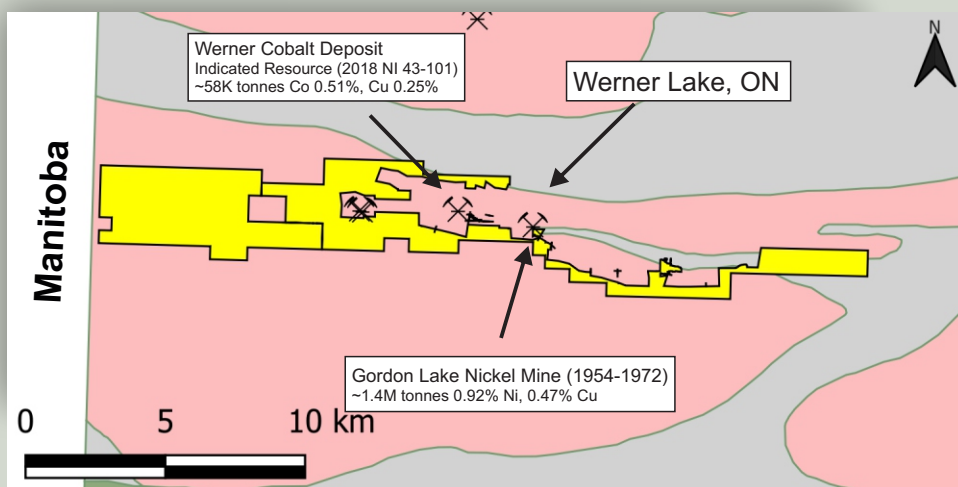 N
Werner Cobalt Deposit
Indicated Resource (2018 NI 43-101)
~58K tonnes Co 0.51%, Cu 0.25%
Werner Lake, ON
Manitoba
Gordon Lake Nickel Mine (1954-1972)
~1.4M tonnes 0.92% Ni, 0.47% Cu
0 5 10 km